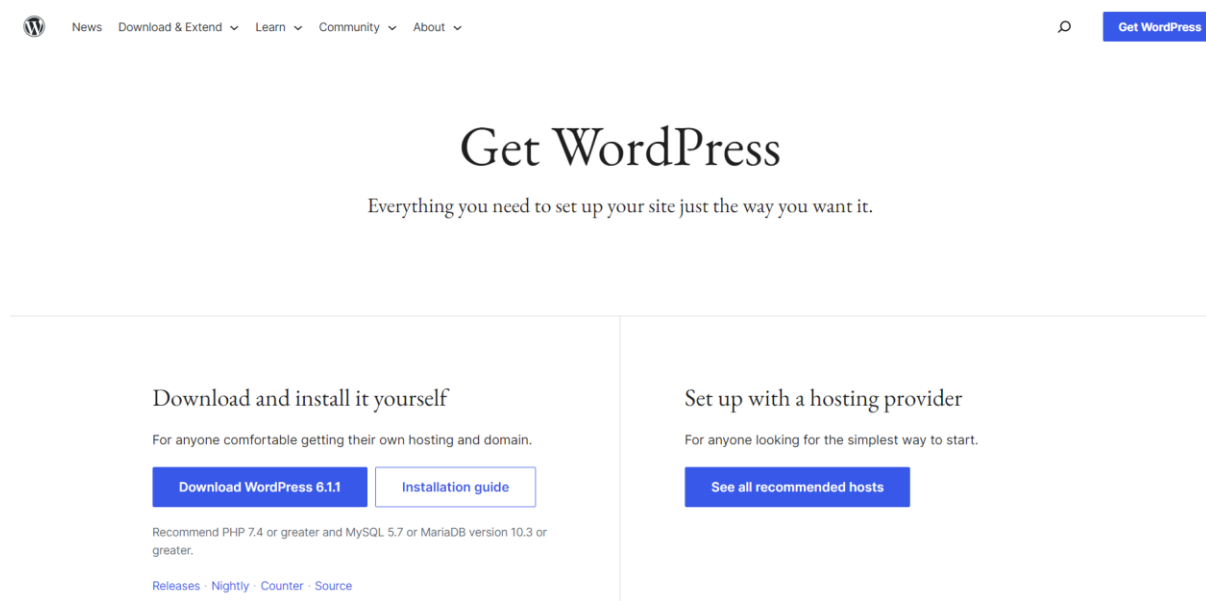 News Download & Extend Learn Community About Get WordPress
Get WordPress
Everything you need to set up your site just the way you want it.
Download and install it yourself
For anyone comfortable getting their own hosting and domain.
Download WordPress 6.1.1 Installation guide
Recommend PHP 7.4 or greater and MySQL 5.7 or MariaDB version 10.3 or
greater.
Releases · Nightly · Counter · Source
Set up with a hosting provider
For anyone looking for the simplest way to start.
See all recommended hosts